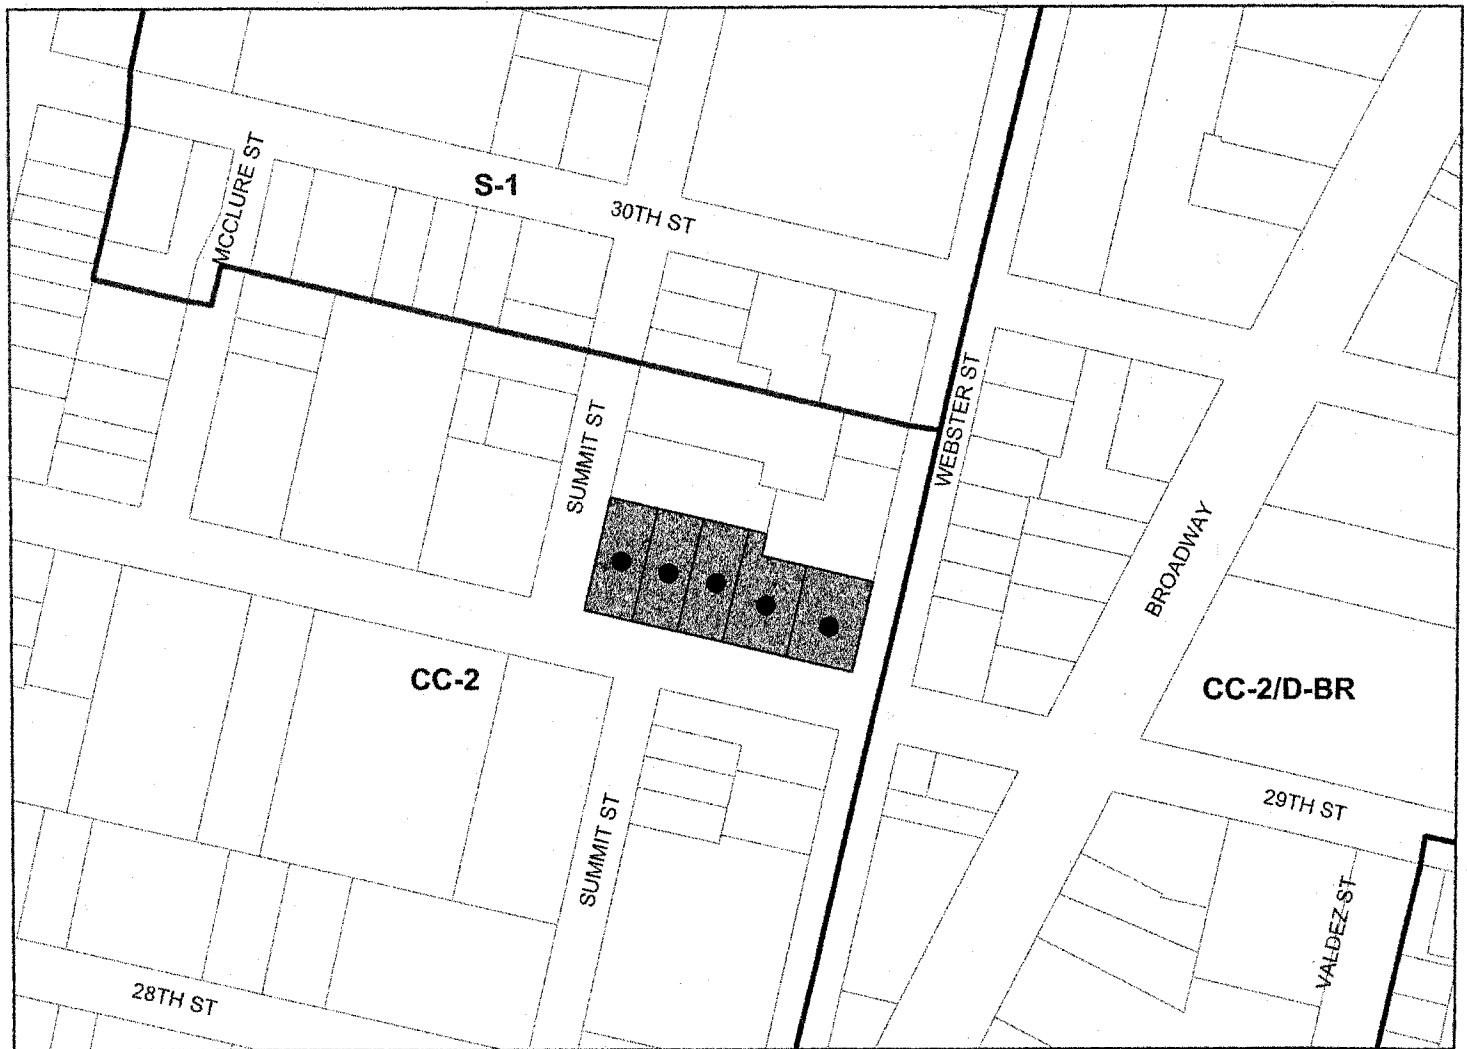 MCCLURE ST
S-1
30TH ST
SUMMIT ST
WEBSTER ST
BROADWAY
CC-2
CC-2/D-BR
29TH ST
SUMMIT ST
VALDEZ ST
28TH ST